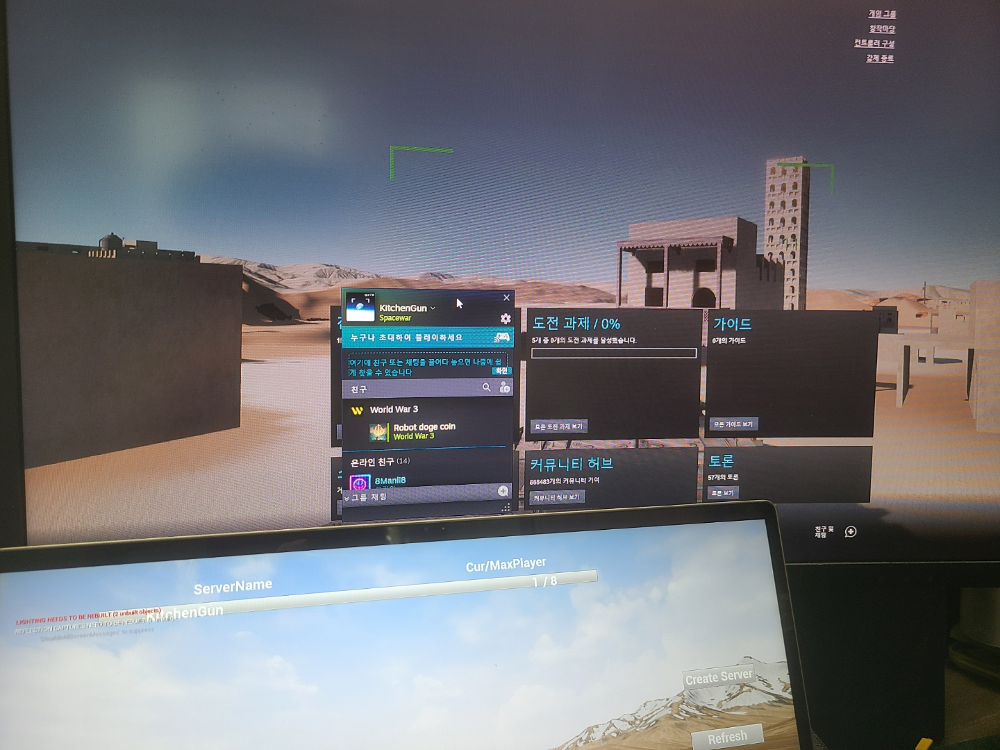 게임 그룹
창작마당
컨트롤러 구성
강제 종료
KitchenGun
Spacewar
누구나 초대하여 플레이하세요
여기에 친구 또는 채팅을 끌어다 놓으면 나중에 쉽
게 찾을 수 있습니다
확인
친구
World War 3
Robot doge coin
World War 3
온라인 친구 (14)
8Manli8
그룹 채팅
도전 과제 / 0%
5개 중 0개의 도전 과제를 달성했습니다.
모든 도전 과제 보기
가이드
0개의 가이드
모든 가이드 보기
커뮤니티 허브
668483개의 커뮤니티 기여
커뮤니티 허브 보기
토론
57개의 토론
토론 보기
친구 및
채팅
ServerName
Cur/MaxPlayer
1 / 8
KitchenGun
LIGHTING NEEDS TO BE REBUILT (2 unbuilt objects)
REFLECTION CAPTURES NEED TO BE REBUILT (1 unbuilt)
'DisableAllScreenMessages' to suppress
Create Server
Refresh